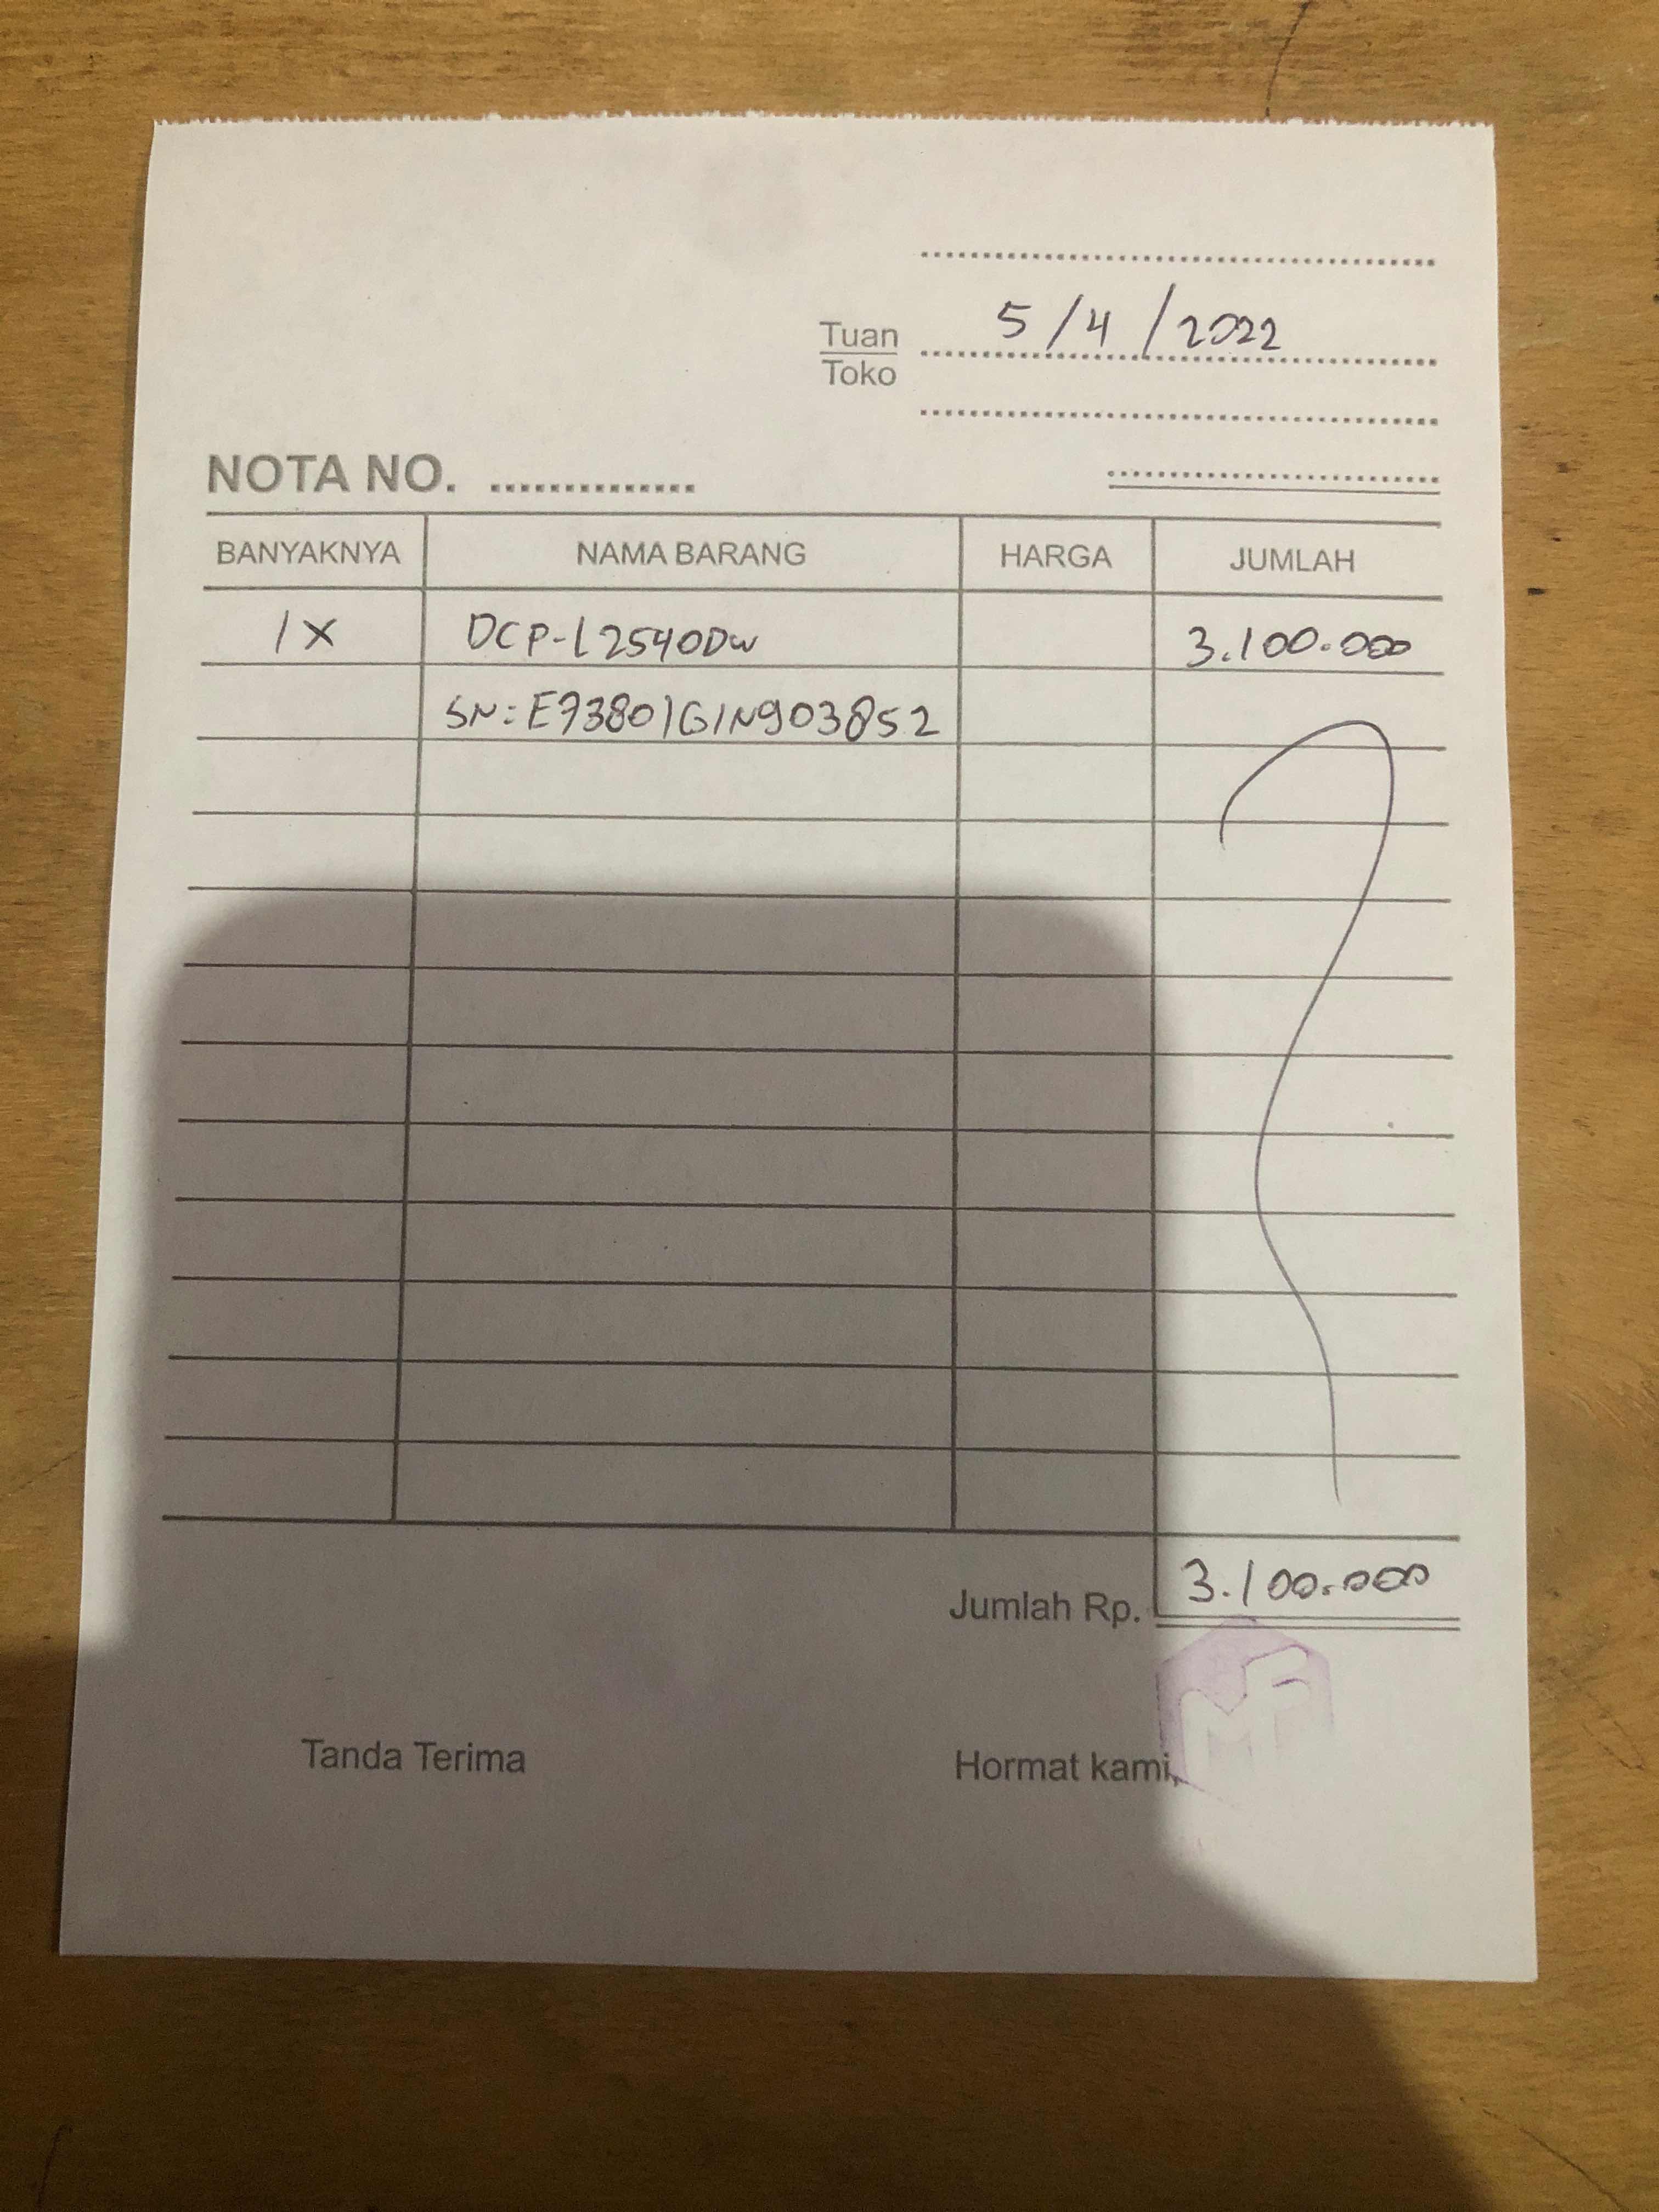 5/4/2022
Tuan
Toko
NOTA NO. ..............
BANYAKNYA NAMA BARANG HARGA JUMLAH
1X DCP-L2540DW 3.100.000
SN: E73801G1N903852
Jumlah Rp. 3.100.000
Tanda Terima Hormat kami,